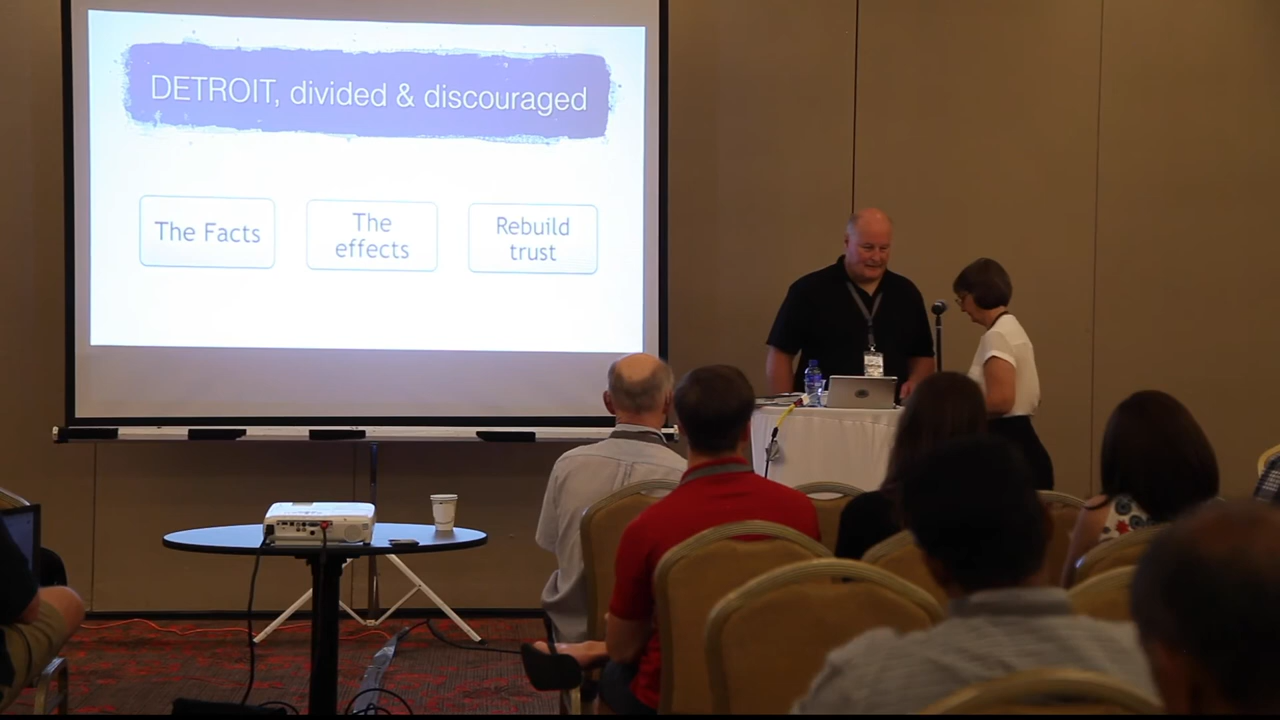 DETROIT, divided & discouraged
The Facts
The
effects
Rebuild
trust